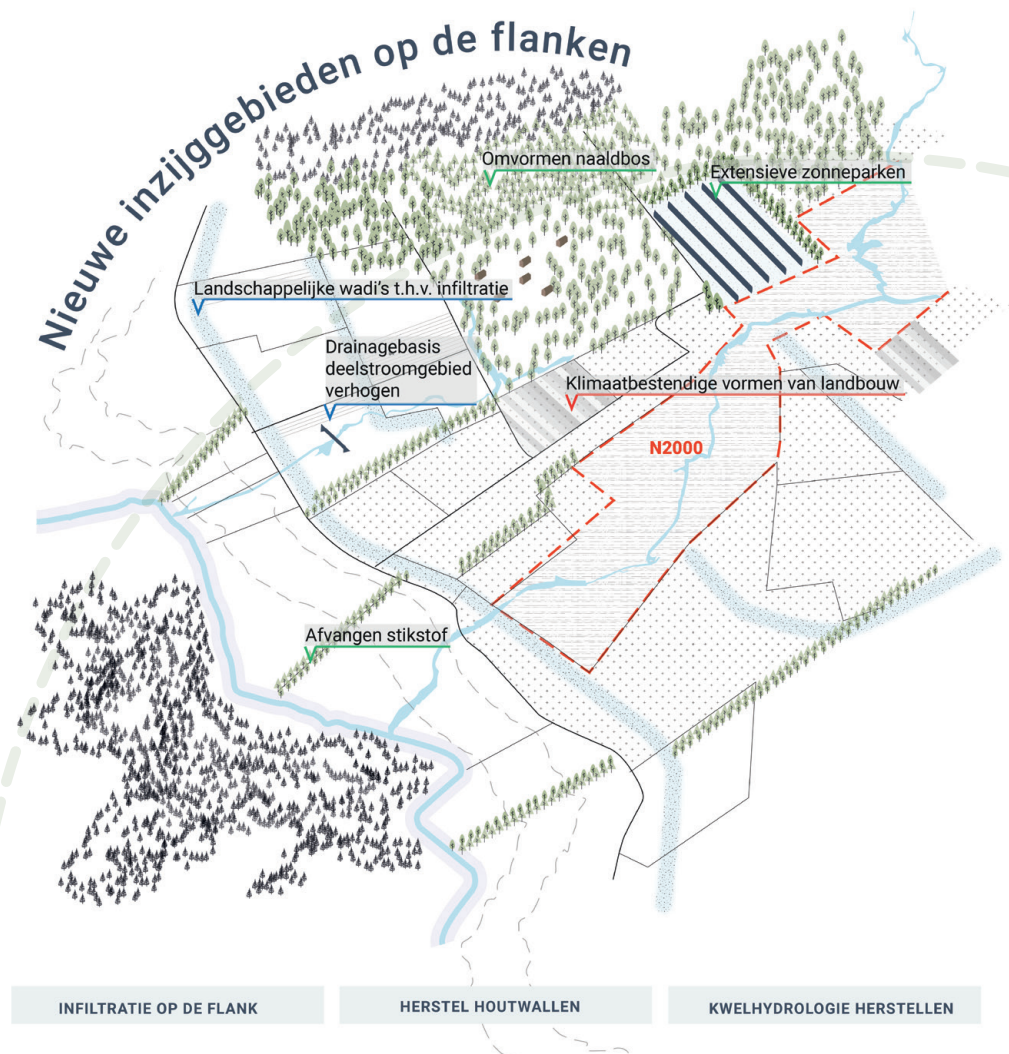 Nieuwe inzijggebieden op de flanken
Omvormen naaldbos
Extensieve zonneparken
Landschappelijke wadi's t.h.v. infiltratie
Drainagebasis
deelstroomgebied
verhogen
Klimaatbestendige vormen van landbouw
N2000
Afvangen stikstof
INFILTRATIE OP DE FLANK
HERSTEL HOUTWALLEN
KWELHYDROLOGIE HERSTELLEN